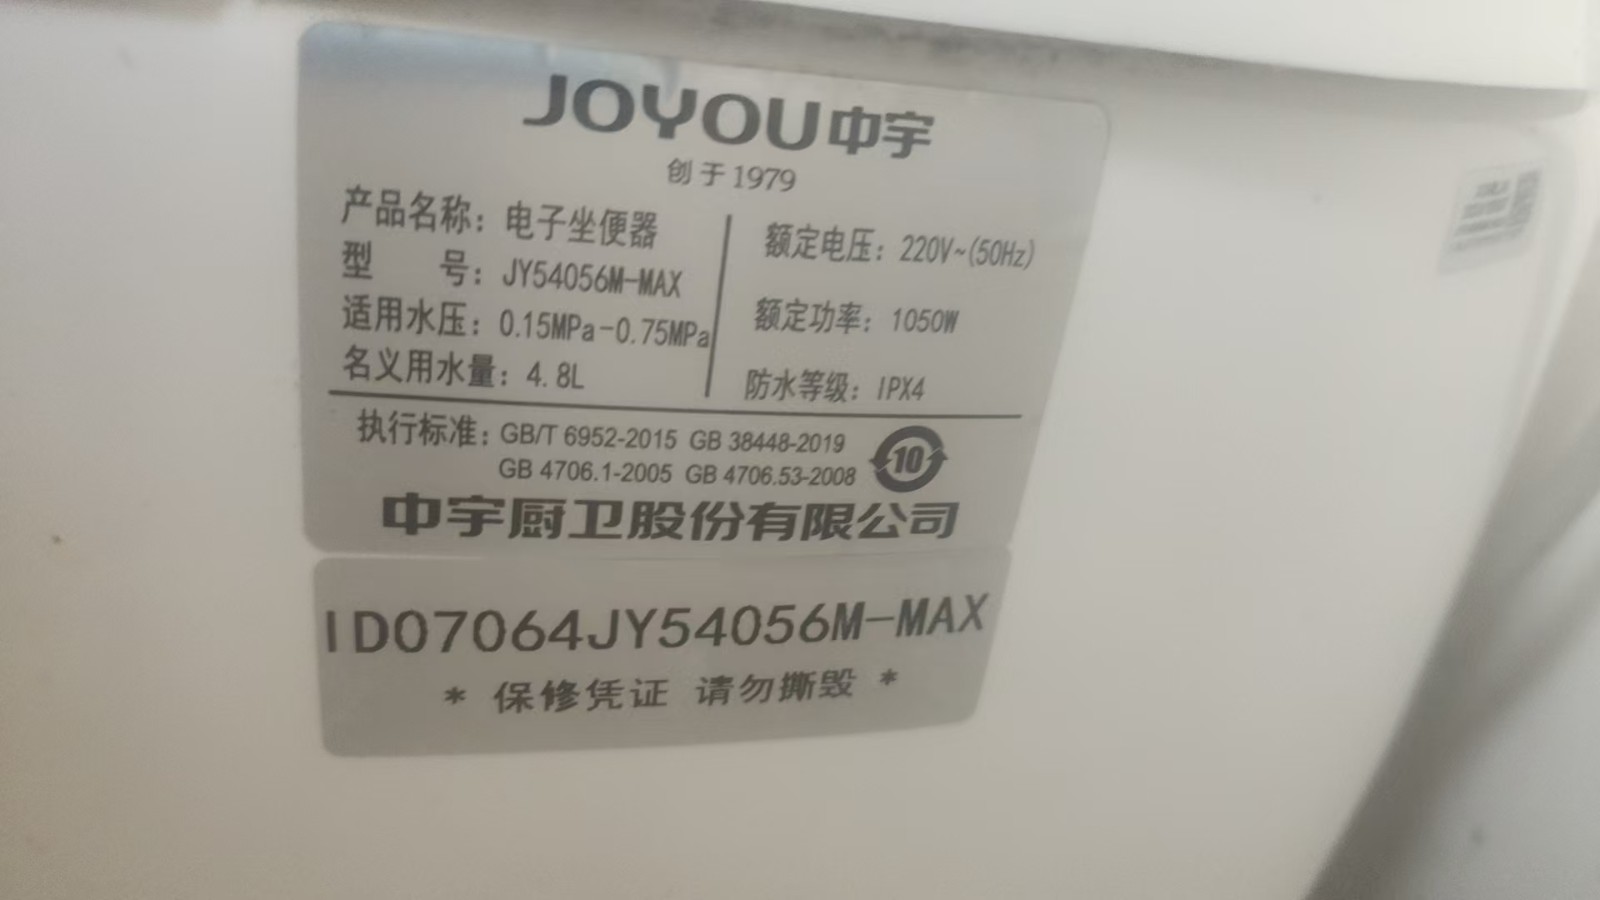 JOYOU中宇
创于1979
产品名称：电子坐便器
型 号：JY54056M-MAX
适用水压：0.15MPa-0.75MPa
名义用水量：4.8L
额定电压：220V~(50Hz)
额定功率：1050W
防水等级：IPX4
执行标准：GB/T 6952-2015 GB 38448-2019
GB 4706.1-2005 GB 4706.53-2008
10
中宇厨卫股份有限公司
ID07064JY54056M-MAX
* 保修凭证 请勿撕毁 *